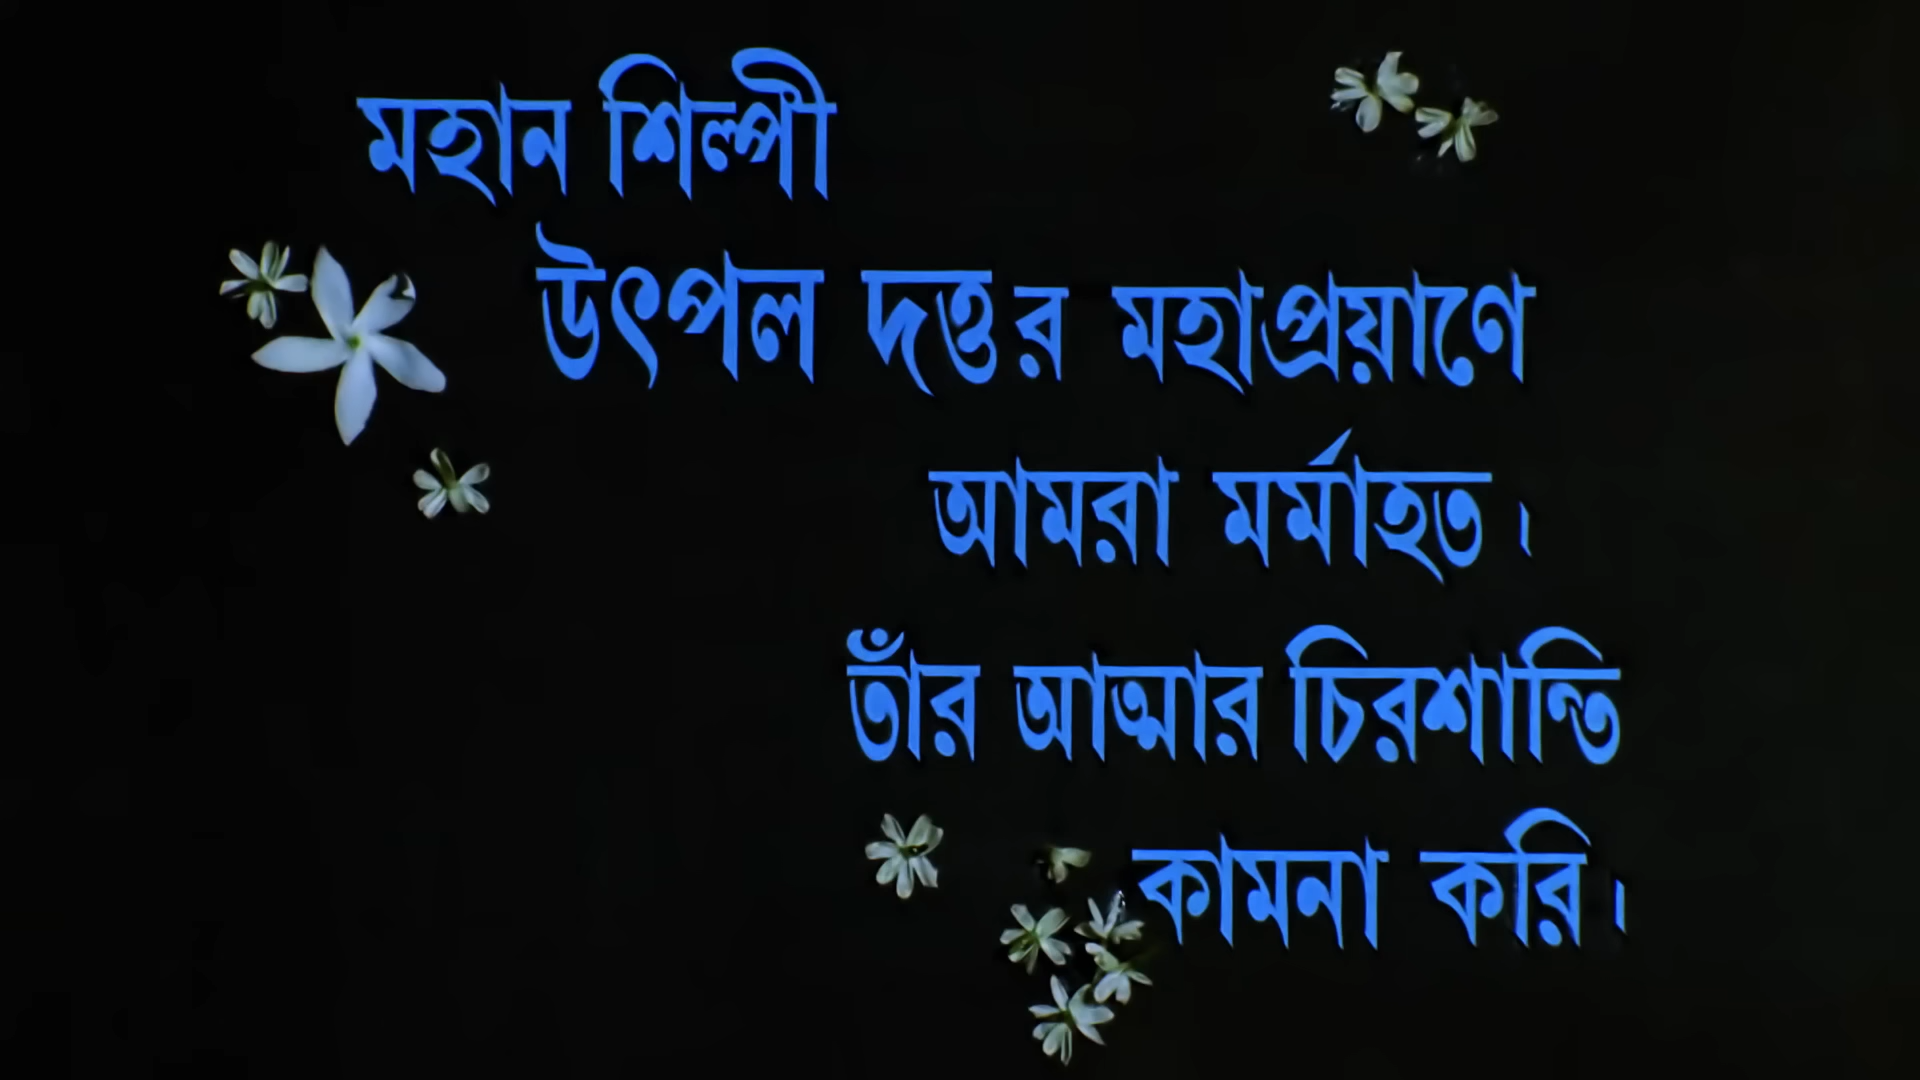 মহান শিল্পী
উৎপল দত্তর মহাপ্রয়াণে
আমরা মর্মাহত।
তাঁর আত্মার চিরশান্তি
কামনা করি।